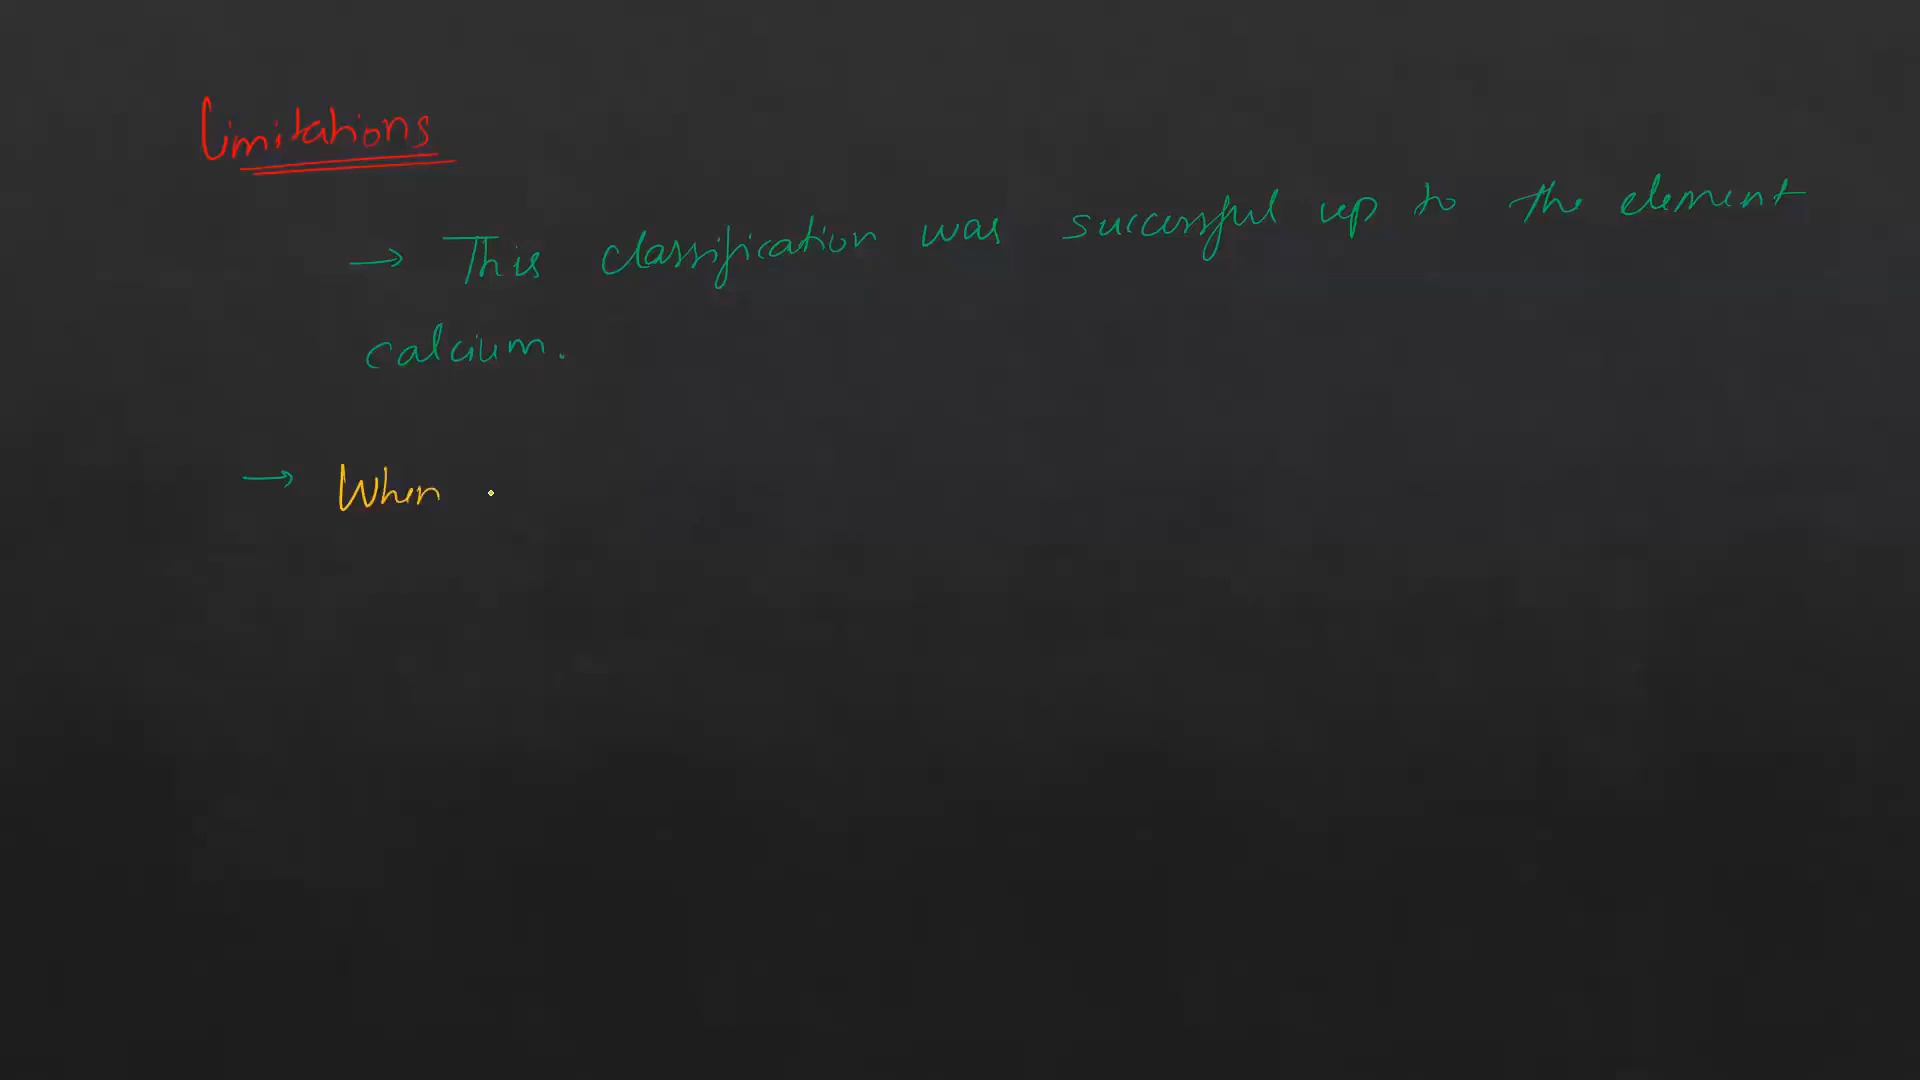 Limitations
→ This classification was successful up to the element
calcium.
→ When